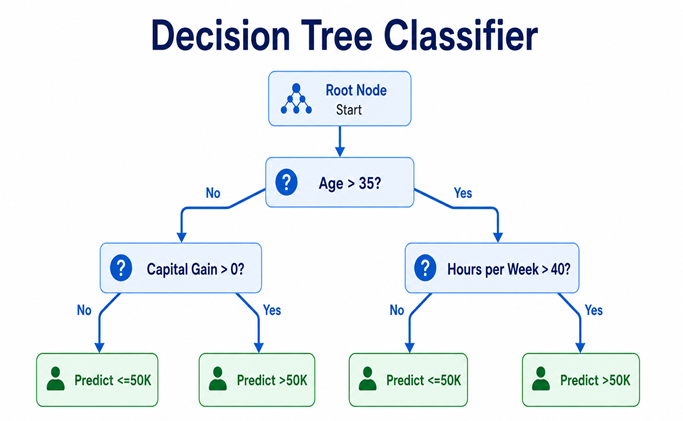 Decision Tree Classifier
Root Node
Start
? Age > 35?
No
Yes
? Capital Gain > 0?
? Hours per Week > 40?
No
Yes
No
Yes
Predict <=50K
Predict >50K
Predict <=50K
Predict >50K